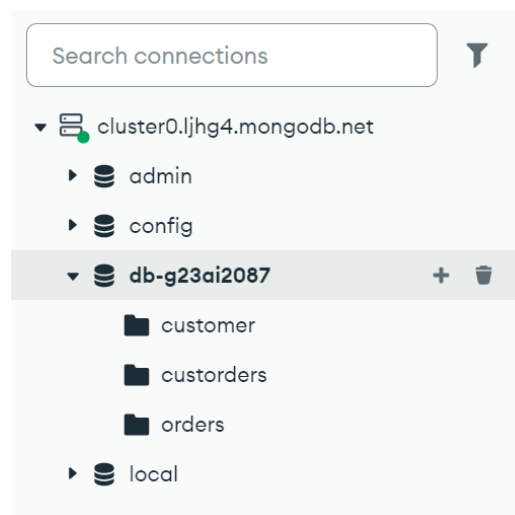 Search connections
cluster0.ljhg4.mongodb.net
admin
config
db-g23ai2087
customer
custorders
orders
local